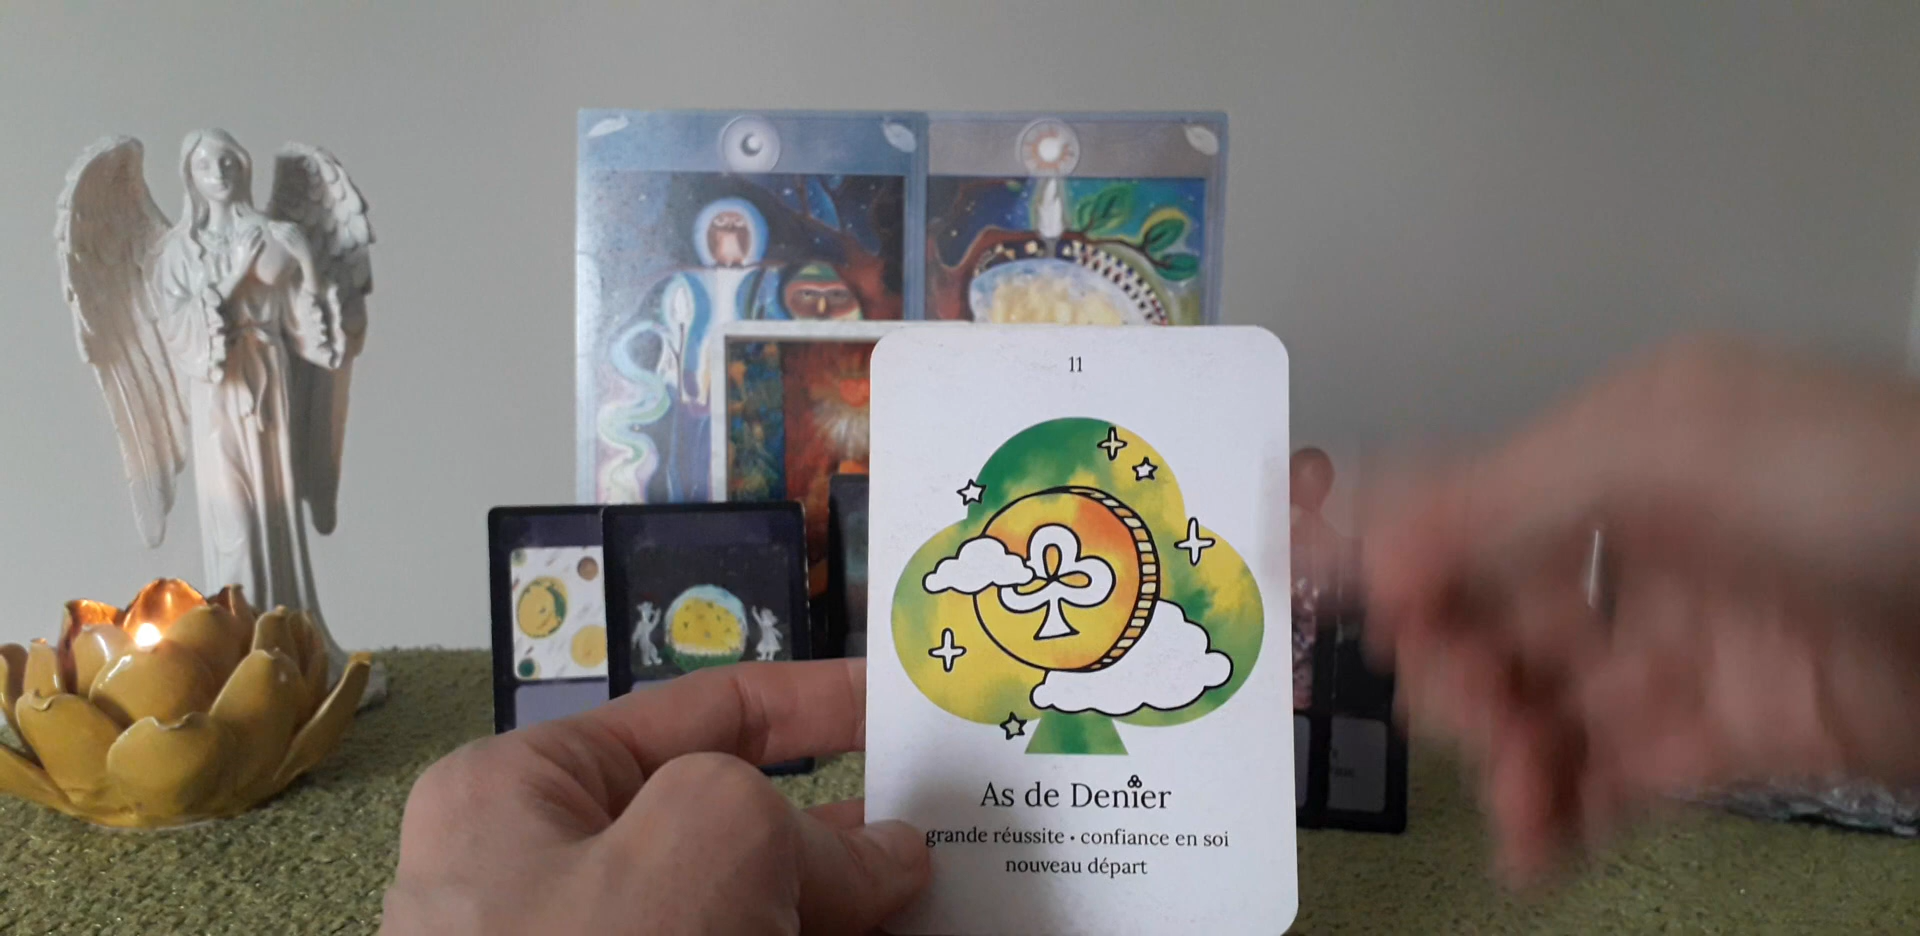 11
As de Denier
grande réussite • confiance en soi
nouveau départ